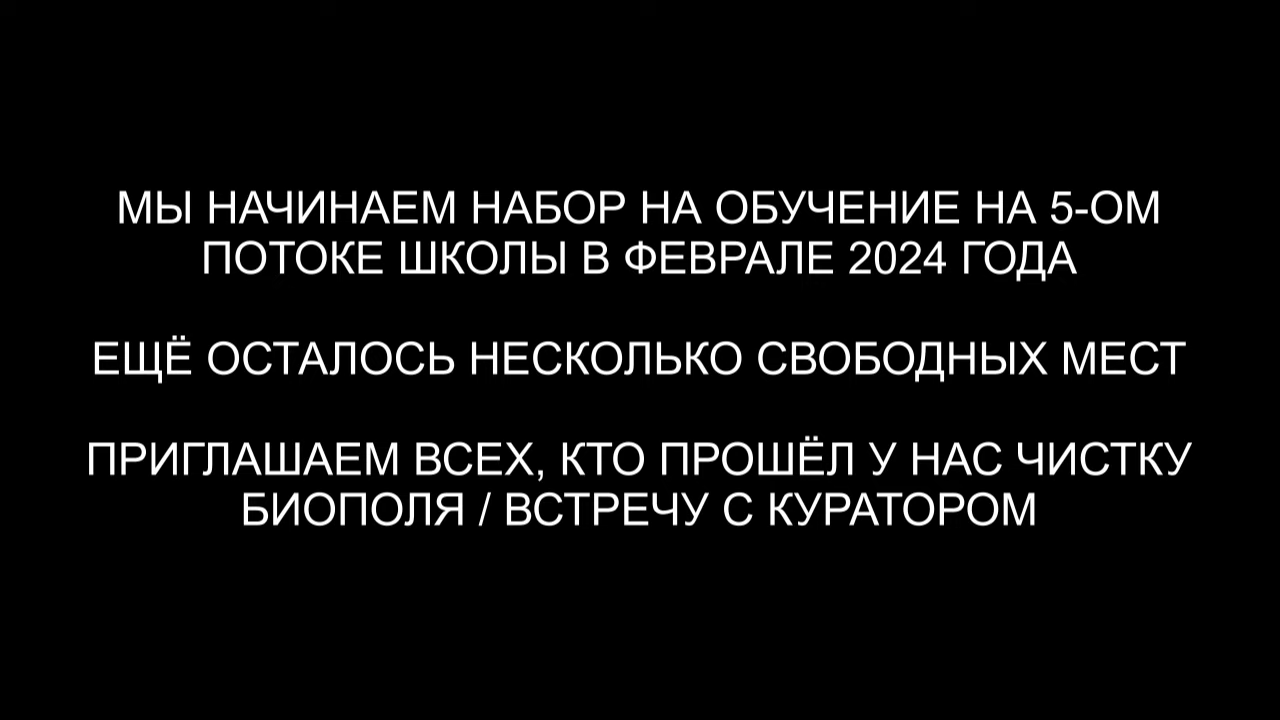 МЫ НАЧИНАЕМ НАБОР НА ОБУЧЕНИЕ НА 5-ОМ
ПОТОКЕ ШКОЛЫ В ФЕВРАЛЕ 2024 ГОДА
ЕЩЁ ОСТАЛОСЬ НЕСКОЛЬКО СВОБОДНЫХ МЕСТ
ПРИГЛАШАЕМ ВСЕХ, КТО ПРОШЁЛ У НАС ЧИСТКУ
БИОПОЛЯ / ВСТРЕЧУ С КУРАТОРОМ